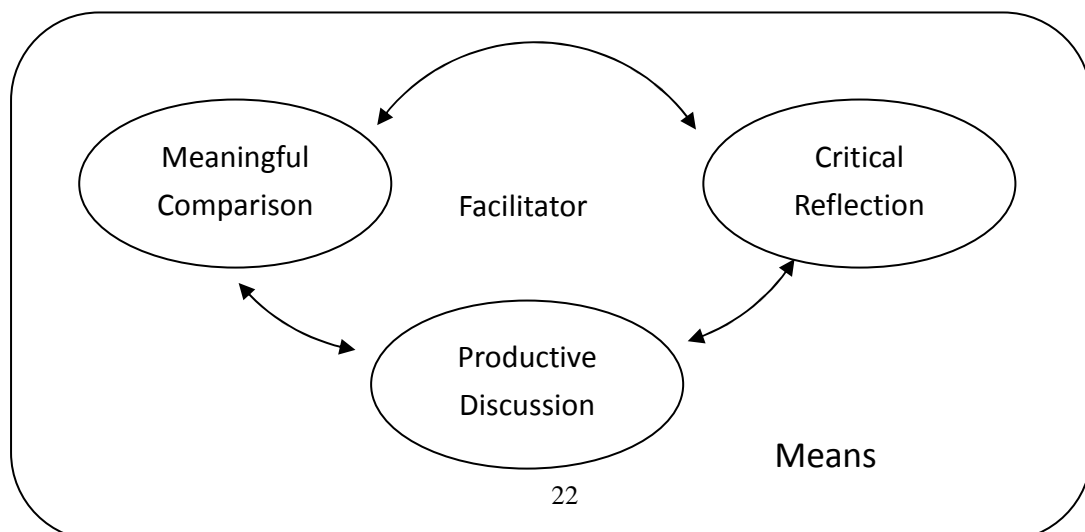 Meaningful
Comparison
Facilitator
Critical
Reflection
Productive
Discussion
Means
22